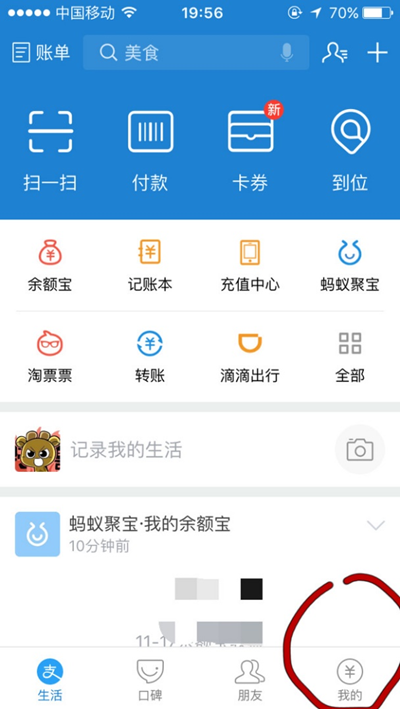 中国移动 19:56 70%
账单 美食
新
扫一扫 付款 卡券 到位
余额宝 记账本 充值中心 蚂蚁聚宝
淘票票 转账 滴滴出行 全部
记录我的生活
蚂蚁聚宝·我的余额宝
10分钟前
支
生活 口碑 朋友 我的